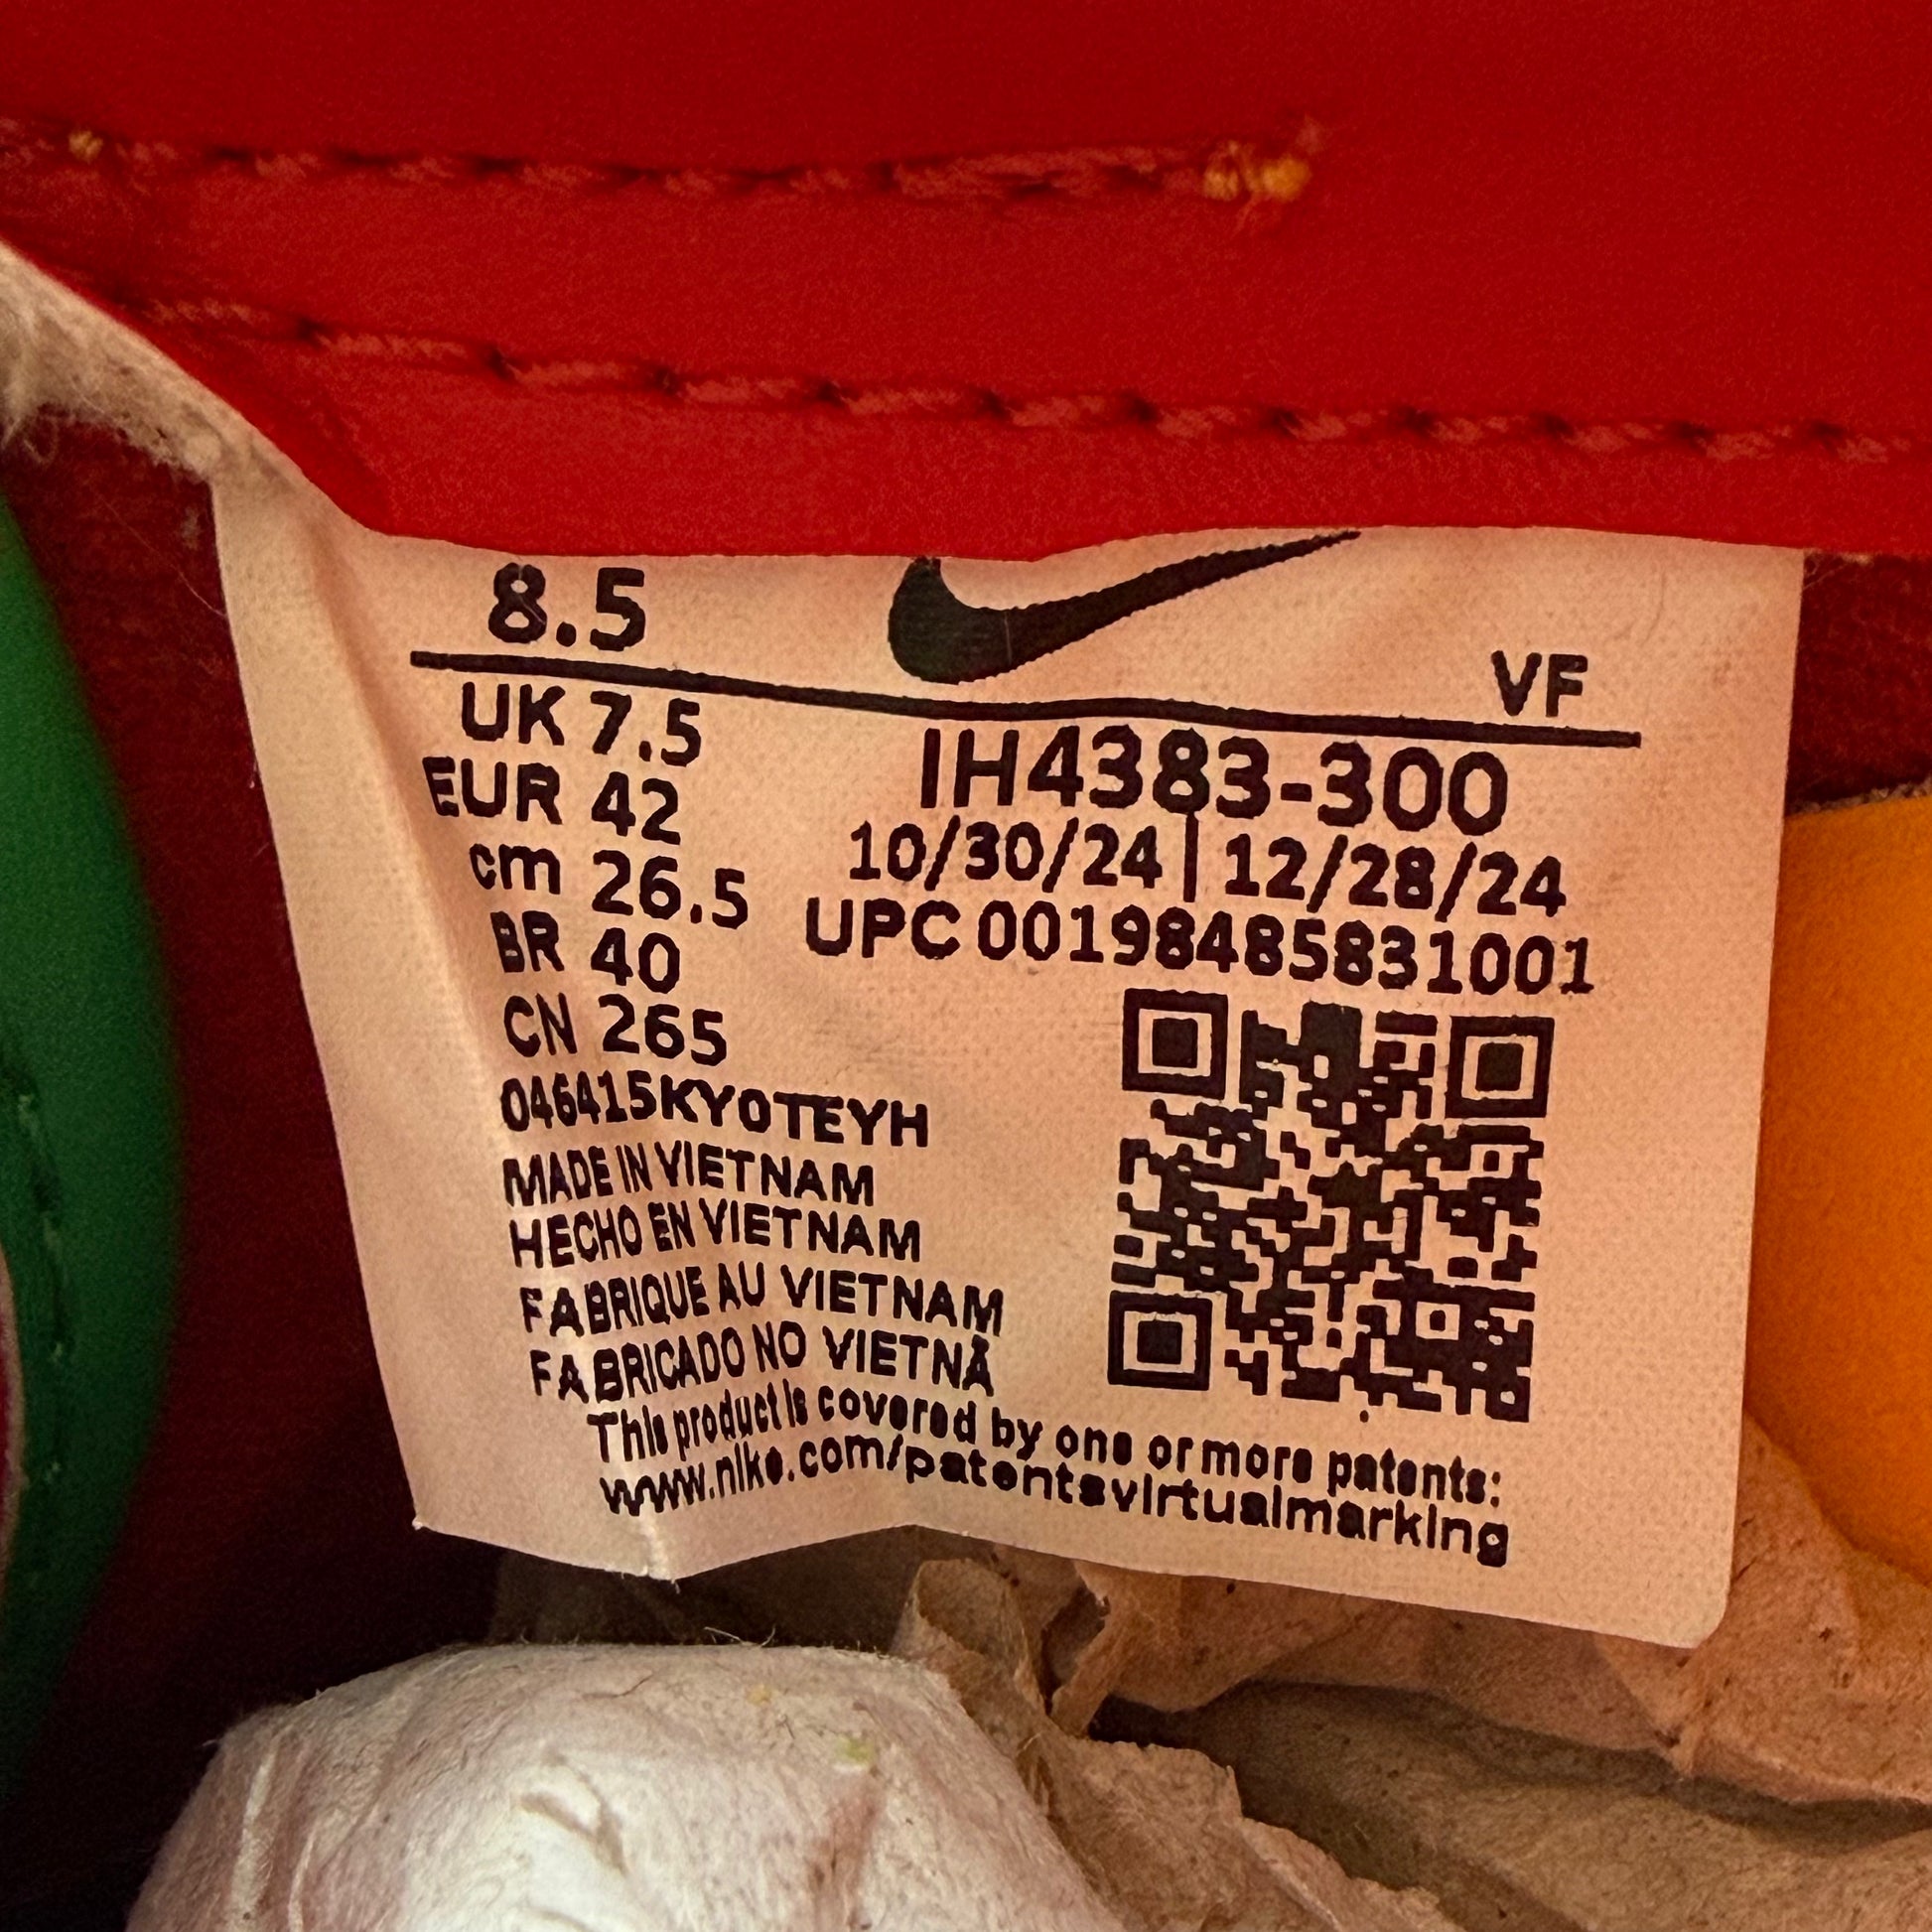 8.5
VF
UK 7.5
EUR 42
cm 26.5
BR 40
CN 265
IH4383-300
10/30/24|12/28/24
UPC 00198485831001
046415KYOTEYH
MADE IN VIETNAM
HECHO EN VIETNAM
FABRIQUE AU VIETNAM
FABRICADO NO VIETNÃ
This product is covered by one or more patents:
www.nike.com/patentsvirtualmarking